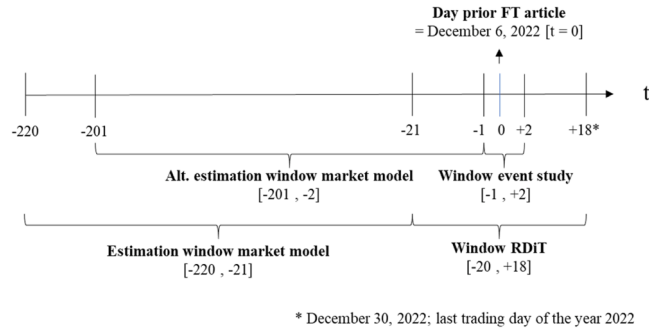 Day prior FT article
= December 6, 2022 [t = 0]
t
-220 -201 -21 -1 0 +2 +18*
Alt. estimation window market model Window event study
[-201 , -2] [-1 , +2]
Estimation window market model Window RDiT
[-220 , -21] [-20 , +18]
* December 30, 2022; last trading day of the year 2022